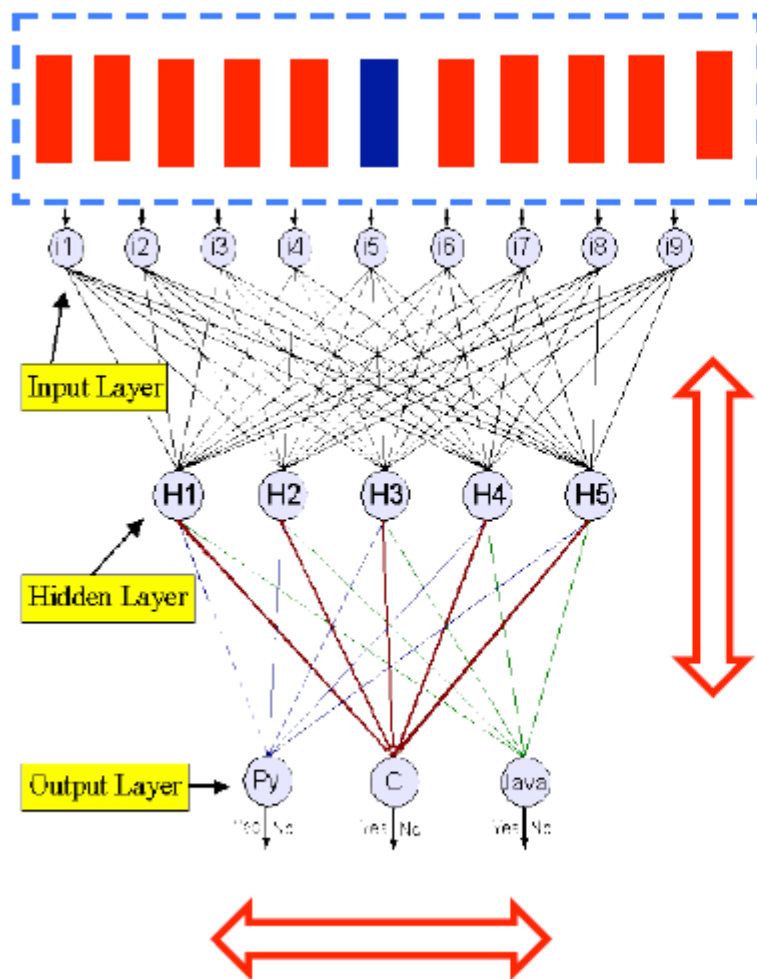 i1 i2 i3 i4 i5 i6 i7 i8 i9
Input Layer
H1 H2 H3 H4 H5
Hidden Layer
Output Layer
Py C Java
Yes No Yes No Yes No